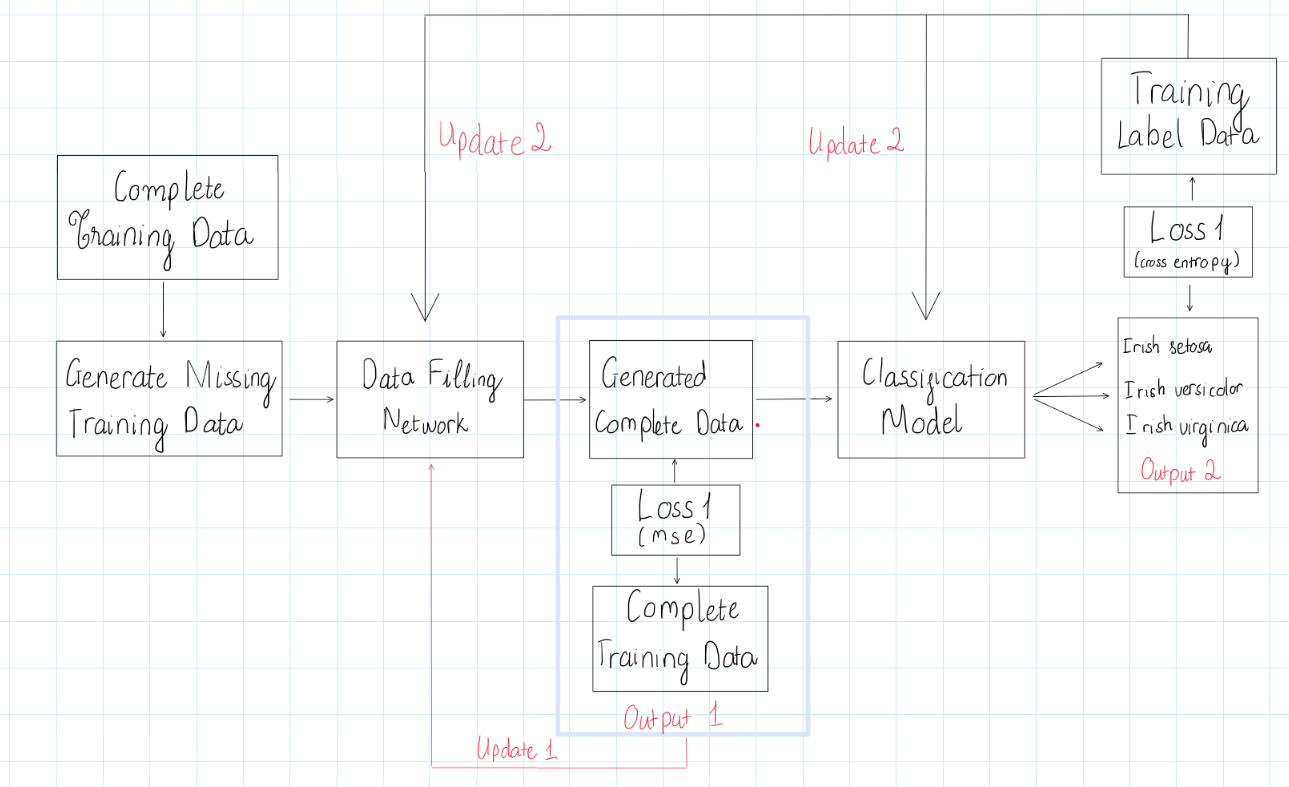 Update 2
Update 2
Training
Label Data
Complete
Training Data
Loss 1
(cross entropy)
Generate Missing
Training Data
Data Filling
Network
Generated
Complete Data
Classification
Model
Irish setosa
Irish versicolor
Irish virginica
Output 2
Loss 1
(mse)
Complete
Training Data
Output 1
Update 1